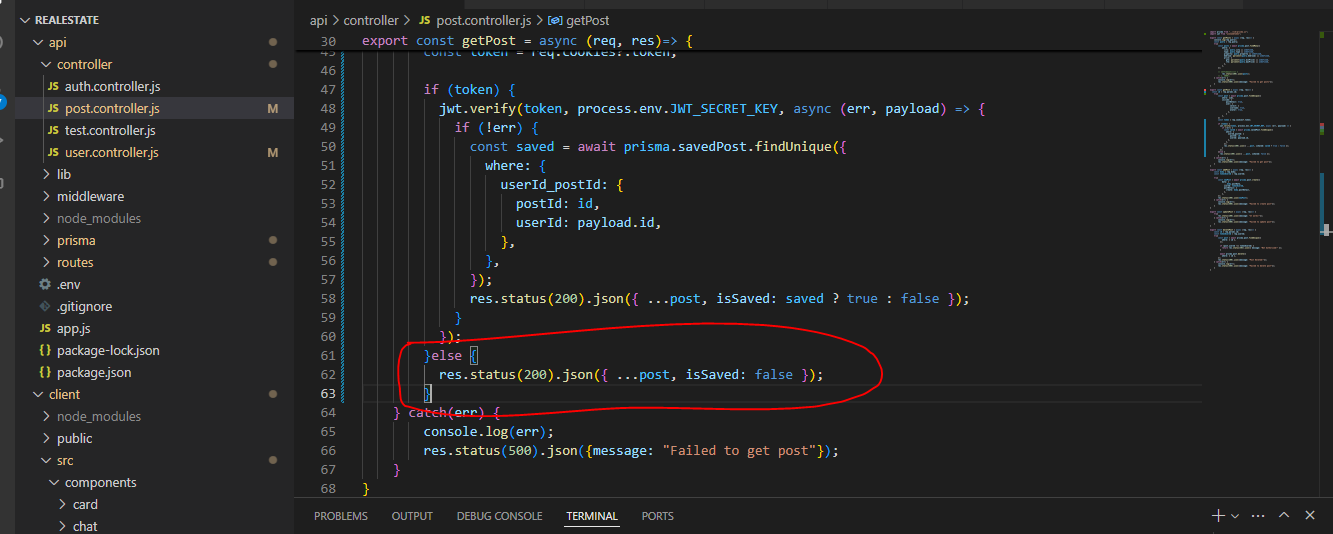 REALESTATE
api
controller
JS auth.controller.js
JS post.controller.js M
JS test.controller.js
JS user.controller.js M
lib
middleware
node_modules
prisma
routes
.env
.gitignore
JS app.js
{} package-lock.json
{} package.json
client
node_modules
public
src
components
card
chat
api > controller > JS post.controller.js > getPost
30 export const getPost = async (req, res)=> {
const token = req.cookies?.token;
46
47 if (token) {
48 jwt.verify(token, process.env.JWT_SECRET_KEY, async (err, payload) => {
49 if (!err) {
50 const saved = await prisma.savedPost.findUnique({
51 where: {
52 userId_postId: {
53 postId: id,
54 userId: payload.id,
55 },
56 },
57 });
58 res.status(200).json({ ...post, isSaved: saved ? true : false });
59 }
60 });
61 }else {
62 res.status(200).json({ ...post, isSaved: false });
63 }
64 } catch(err) {
65 console.log(err);
66 res.status(500).json({message: "Failed to get post"});
67 }
68 }
PROBLEMS OUTPUT DEBUG CONSOLE TERMINAL PORTS